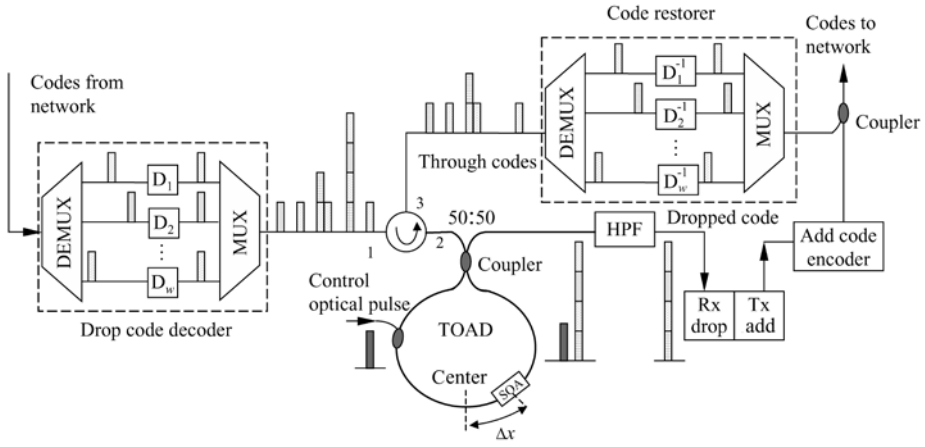 Code restorer
Codes to
network
Codes from
network
DEMUX
D₁⁻¹
D₂⁻¹
⋮
D_w⁻¹
MUX
Coupler
DEMUX
D₁
D₂
⋮
D_w
MUX
Drop code decoder
Through codes
1
2
3
50:50
Coupler
HPF
Dropped code
Add code
encoder
Rx
drop
Tx
add
Control
optical pulse
TOAD
Center
SOA
Δx